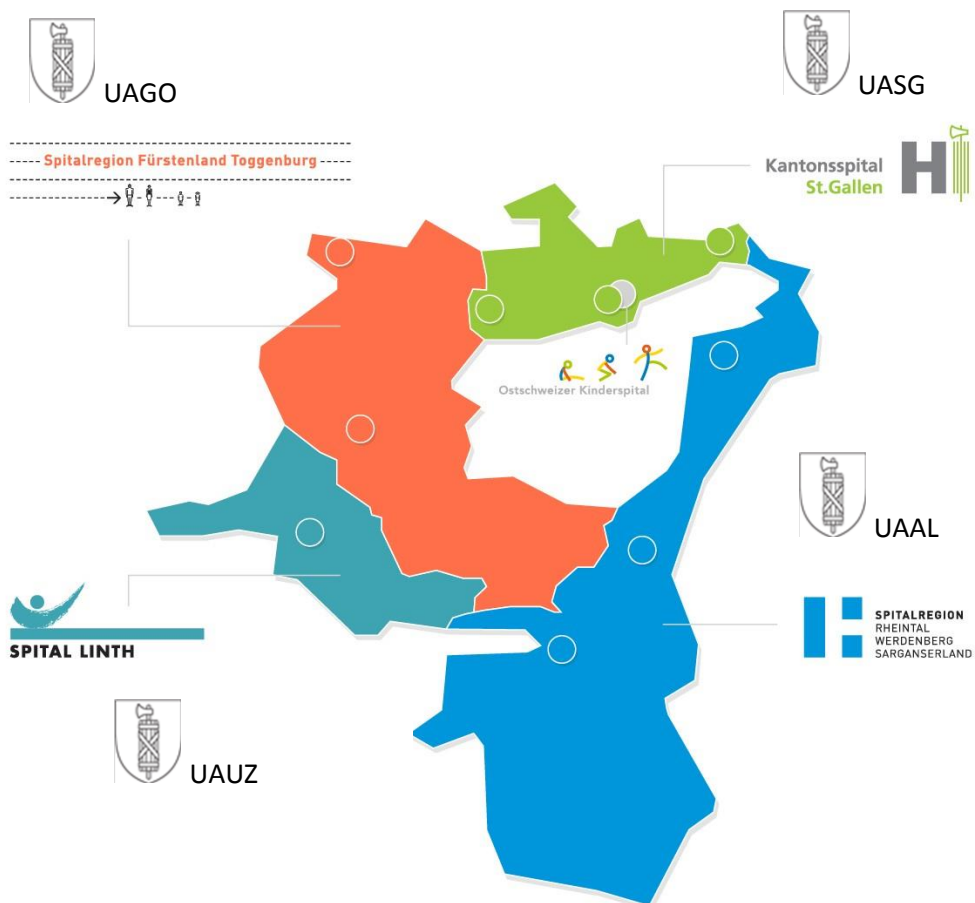 UAGO
UASG
Spitalregion Fürstenland Toggenburg
Kantonsspital
St.Gallen
Ostschweizer Kinderspital
UAAL
SPITALREGION
RHEINTAL
WERDENBERG
SARGANSERLAND
SPITAL LINTH
UAUZ